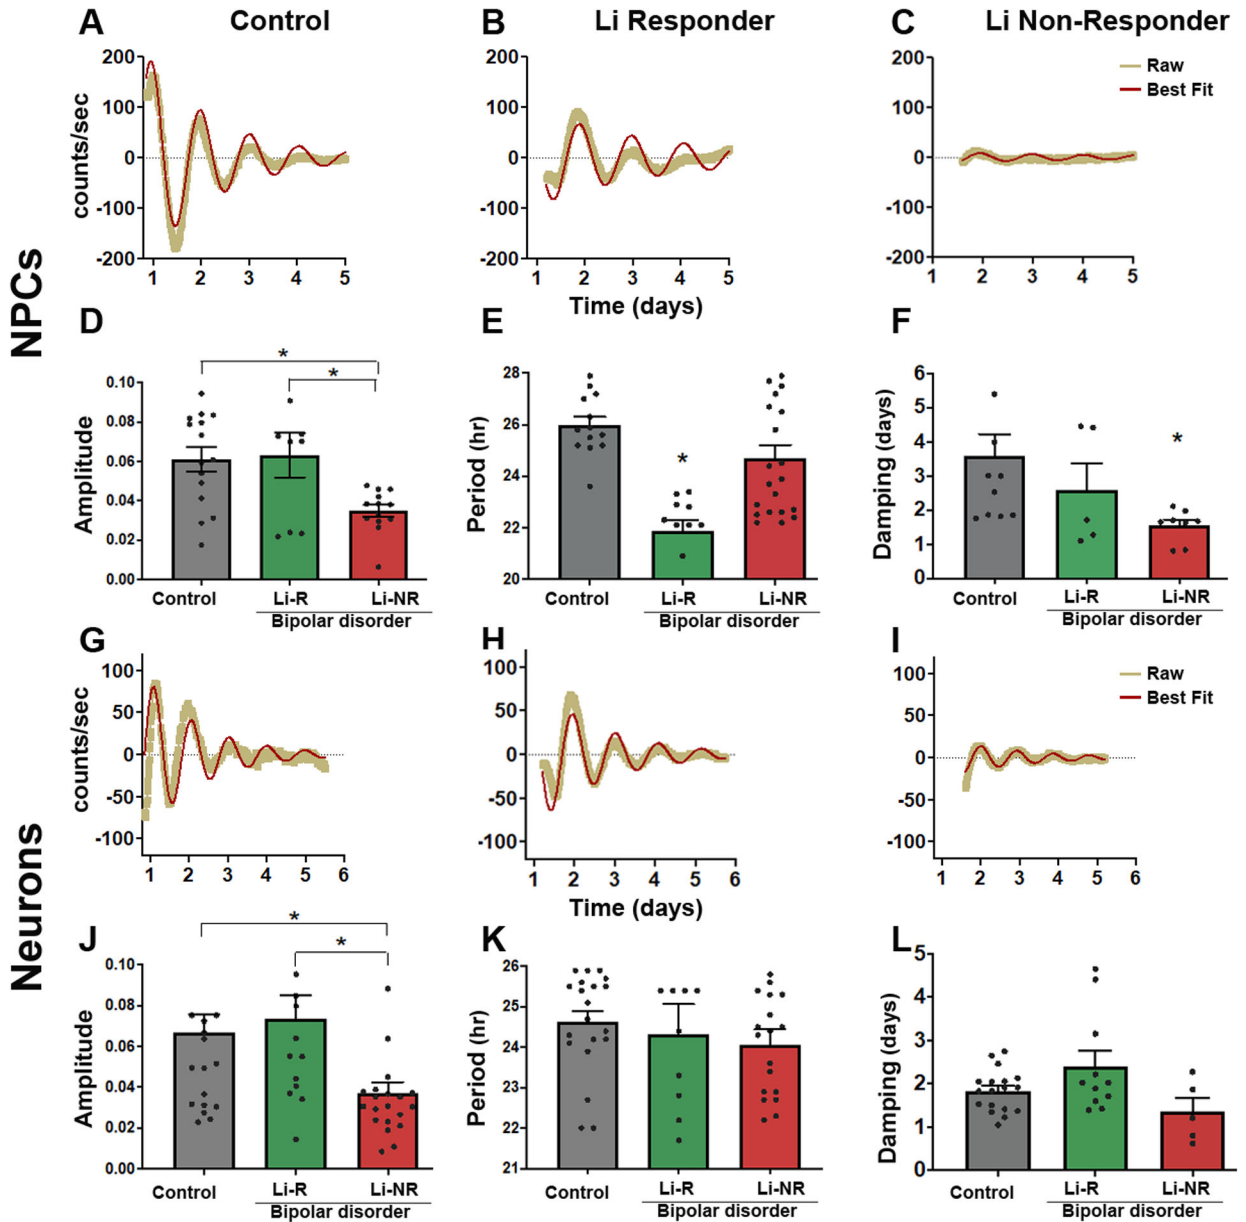 A Control
B Li Responder
C Li Non-Responder
NPCs
counts/sec
200
100
0
-100
-200
1 2 3 4 5
200
100
0
-100
-200
1 2 3 4 5
Time (days)
200
100
0
-100
-200
1 2 3 4 5
Raw
Best Fit
D
Amplitude
0.10
0.08
0.06
0.04
0.02
0.00
*
*
Control Li-R Li-NR
Bipolar disorder
E
Period (hr)
28
26
24
22
20
*
Control Li-R Li-NR
Bipolar disorder
F
Damping (days)
6
5
4
3
2
1
0
*
Control Li-R Li-NR
Bipolar disorder
Neurons
G
counts/sec
100
50
0
-50
-100
1 2 3 4 5 6
H
100
50
0
-50
-100
1 2 3 4 5 6
Time (days)
I
100
50
0
-50
-100
1 2 3 4 5 6
Raw
Best Fit
J
Amplitude
0.10
0.08
0.06
0.04
0.02
0.00
*
*
Control Li-R Li-NR
Bipolar disorder
K
Period (hr)
26
25
24
23
22
21
Control Li-R Li-NR
Bipolar disorder
L
Damping (days)
5
4
3
2
1
0
Control Li-R Li-NR
Bipolar disorder